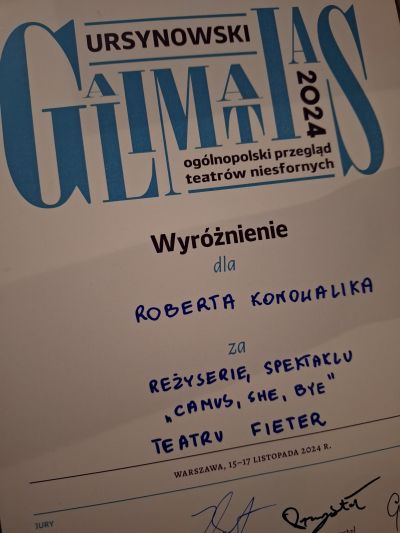 URSYNOWSKI
GALIMATIAS
2024
ogólnopolski przegląd
teatrów niesfornych
Wyróżnienie
dla
ROBERTA KONOWALIKA
za
REŻYSERIĘ SPEKTAKLU
„CAMUS, SHE, BYE"
TEATRU FIETER
WARSZAWA, 15–17 LISTOPADA 2024 R.
JURY